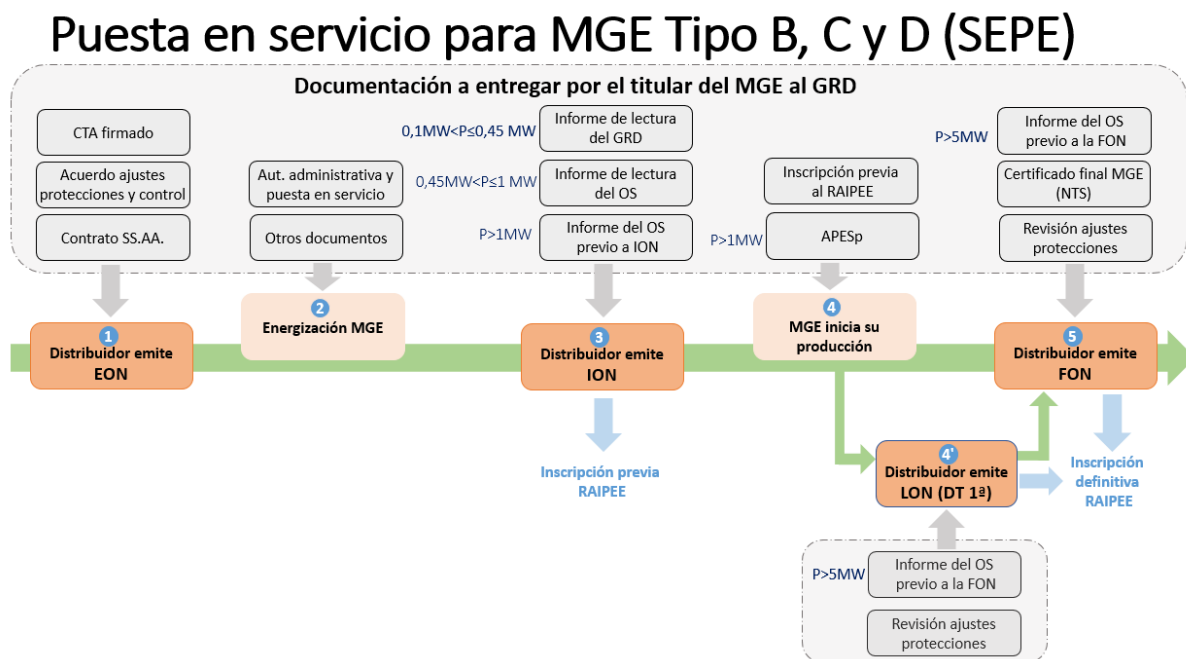 Puesta en servicio para MGE Tipo B, C y D (SEPE)
Documentación a entregar por el titular del MGE al GRD
CTA firmado
Acuerdo ajustes
protecciones y control
Contrato SS.AA.
Aut. administrativa y
puesta en servicio
Otros documentos
0,1MW<P≤0,45 MW
Informe de lectura
del GRD
0,45MW<P≤1 MW
Informe de lectura
del OS
P>1MW
Informe del OS
previo a ION
Inscripción previa
al RAIPEE
P>1MW
APESp
P>5MW
Informe del OS
previo a la FON
Certificado final MGE
(NTS)
Revisión ajustes
protecciones
1
Distribuidor emite
EON
2
Energización MGE
3
Distribuidor emite
ION
4
MGE inicia su
producción
5
Distribuidor emite
FON
Inscripción previa
RAIPEE
4'
Distribuidor emite
LON (DT 1ª)
Inscripción
definitiva
RAIPEE
P>5MW
Informe del OS
previo a la FON
Revisión ajustes
protecciones